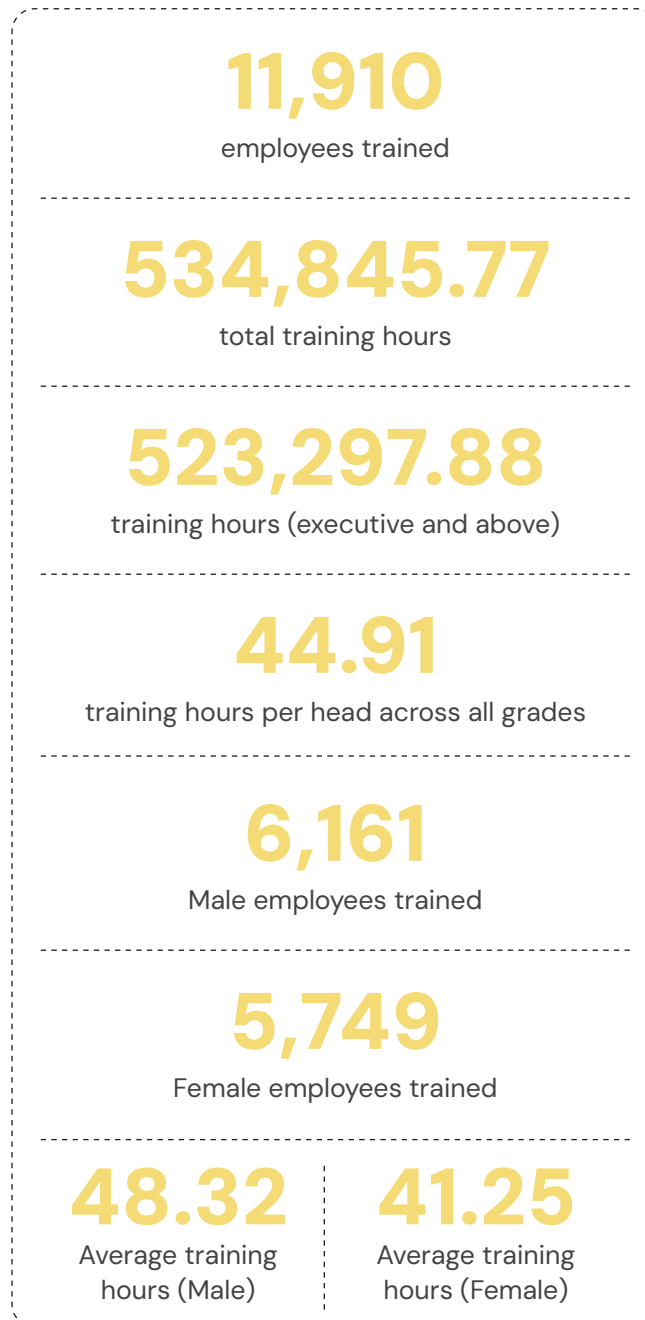 11,910
employees trained
534,845.77
total training hours
523,297.88
training hours (executive and above)
44.91
training hours per head across all grades
6,161
Male employees trained
5,749
Female employees trained
48.32
Average training
hours (Male)
41.25
Average training
hours (Female)